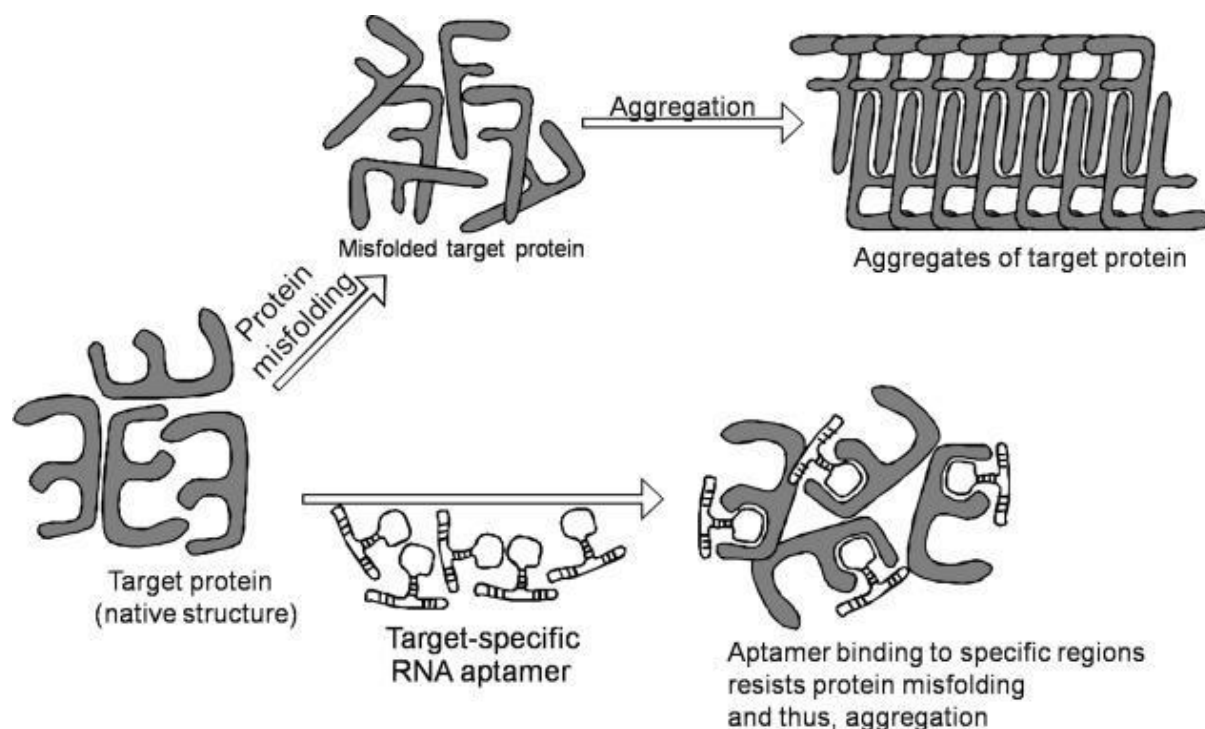 Aggregation
Misfolded target protein
Aggregates of target protein
Protein
misfolding
Target protein
(native structure)
Target-specific
RNA aptamer
Aptamer binding to specific regions
resists protein misfolding
and thus, aggregation